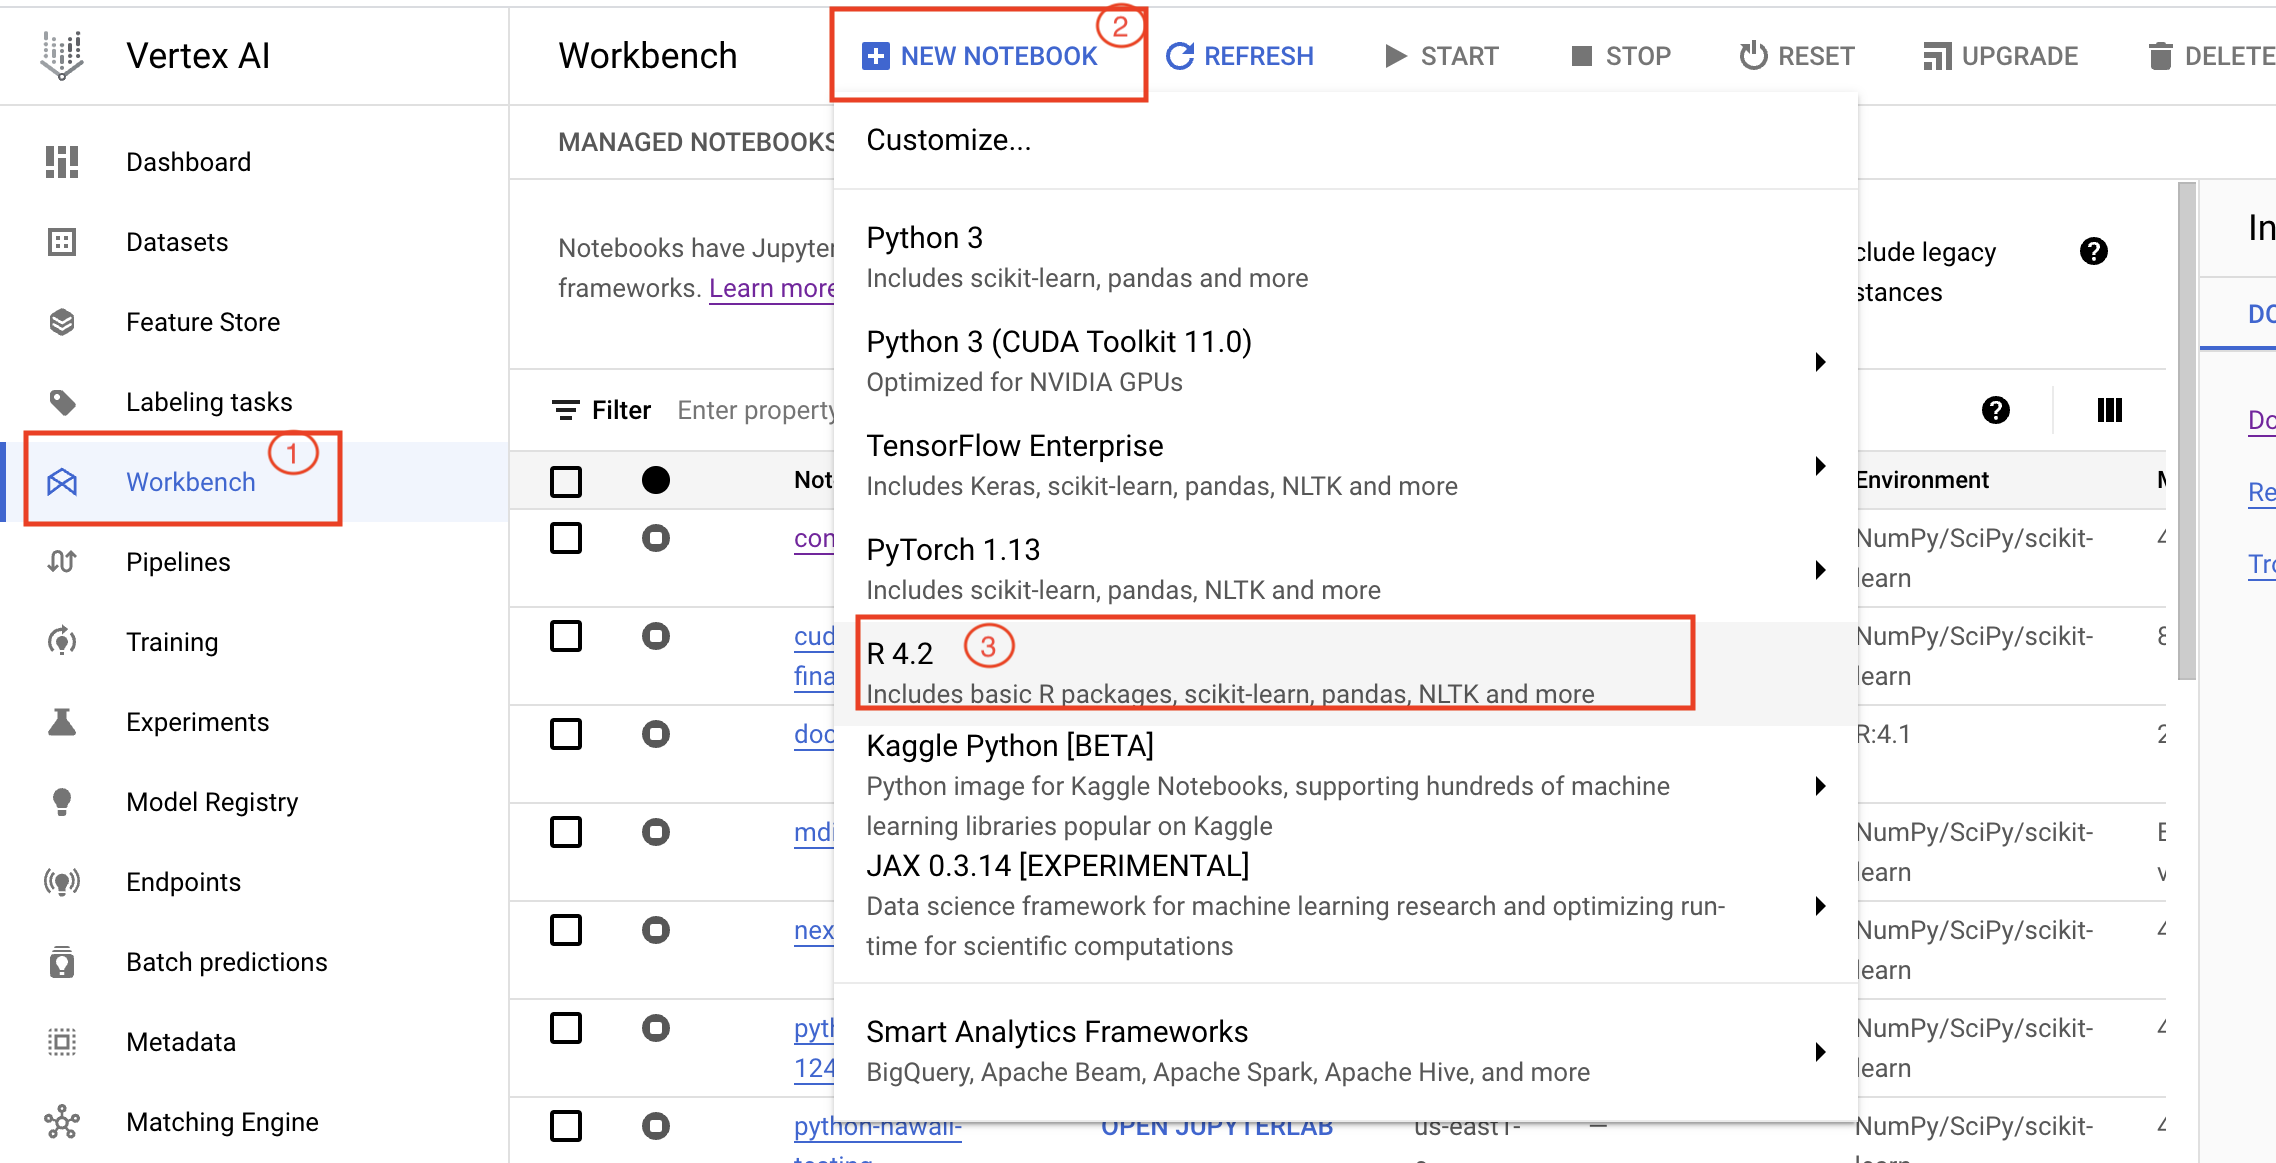 Vertex AI
Dashboard
Datasets
Feature Store
Labeling tasks
1
Workbench
Pipelines
Training
Experiments
Model Registry
Endpoints
Batch predictions
Metadata
Matching Engine
Workbench
2
NEW NOTEBOOK
REFRESH
START
STOP
RESET
UPGRADE
DELETE
MANAGED NOTEBOOKS
Notebooks have Jupyter
frameworks. Learn more
Filter Enter property
Not
con
cud
fina
doc
mdi
nex
pyth
124
python-hawaii-
testing
OPEN JUPYTERLAB
us-east1-
—
Customize...
Python 3
Includes scikit-learn, pandas and more
Python 3 (CUDA Toolkit 11.0)
Optimized for NVIDIA GPUs
TensorFlow Enterprise
Includes Keras, scikit-learn, pandas, NLTK and more
PyTorch 1.13
Includes scikit-learn, pandas, NLTK and more
R 4.2
3
Includes basic R packages, scikit-learn, pandas, NLTK and more
Kaggle Python [BETA]
Python image for Kaggle Notebooks, supporting hundreds of machine
learning libraries popular on Kaggle
JAX 0.3.14 [EXPERIMENTAL]
Data science framework for machine learning research and optimizing run-
time for scientific computations
Smart Analytics Frameworks
BigQuery, Apache Beam, Apache Spark, Apache Hive, and more
clude legacy
stances
Environment
NumPy/SciPy/scikit-
learn
NumPy/SciPy/scikit-
learn
8
R:4.1
2
NumPy/SciPy/scikit-
learn
NumPy/SciPy/scikit-
learn
4
NumPy/SciPy/scikit-
learn
4
NumPy/SciPy/scikit-
learn
4
In
DO
Do
Re
Tro